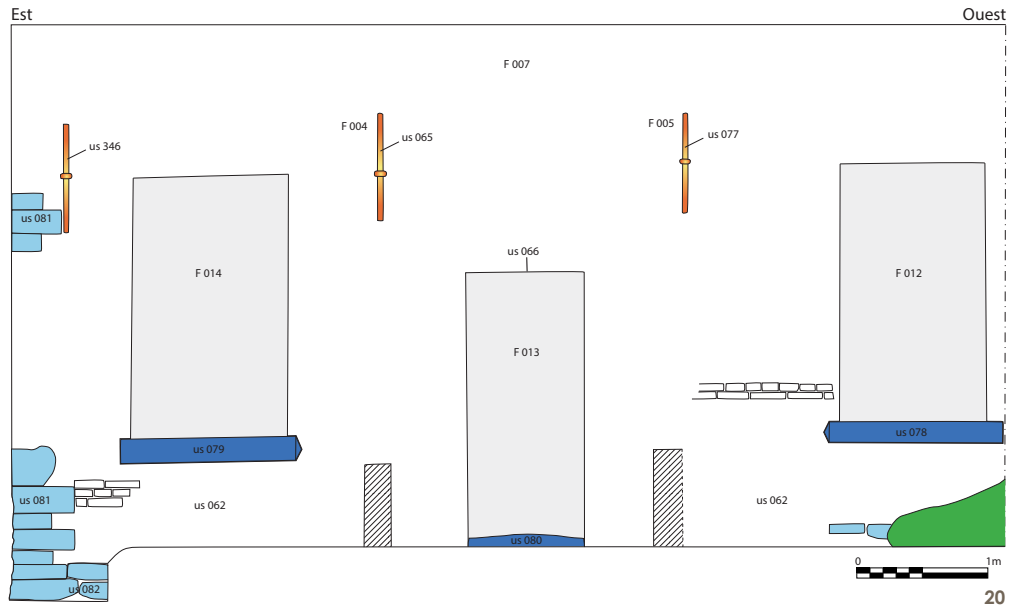 Est
Ouest
F 007
F 004
us 065
F 005
us 077
us 346
us 081
us 066
F 014
F 012
F 013
us 079
us 078
us 081
us 062
us 062
us 080
us 082
0
1m
20